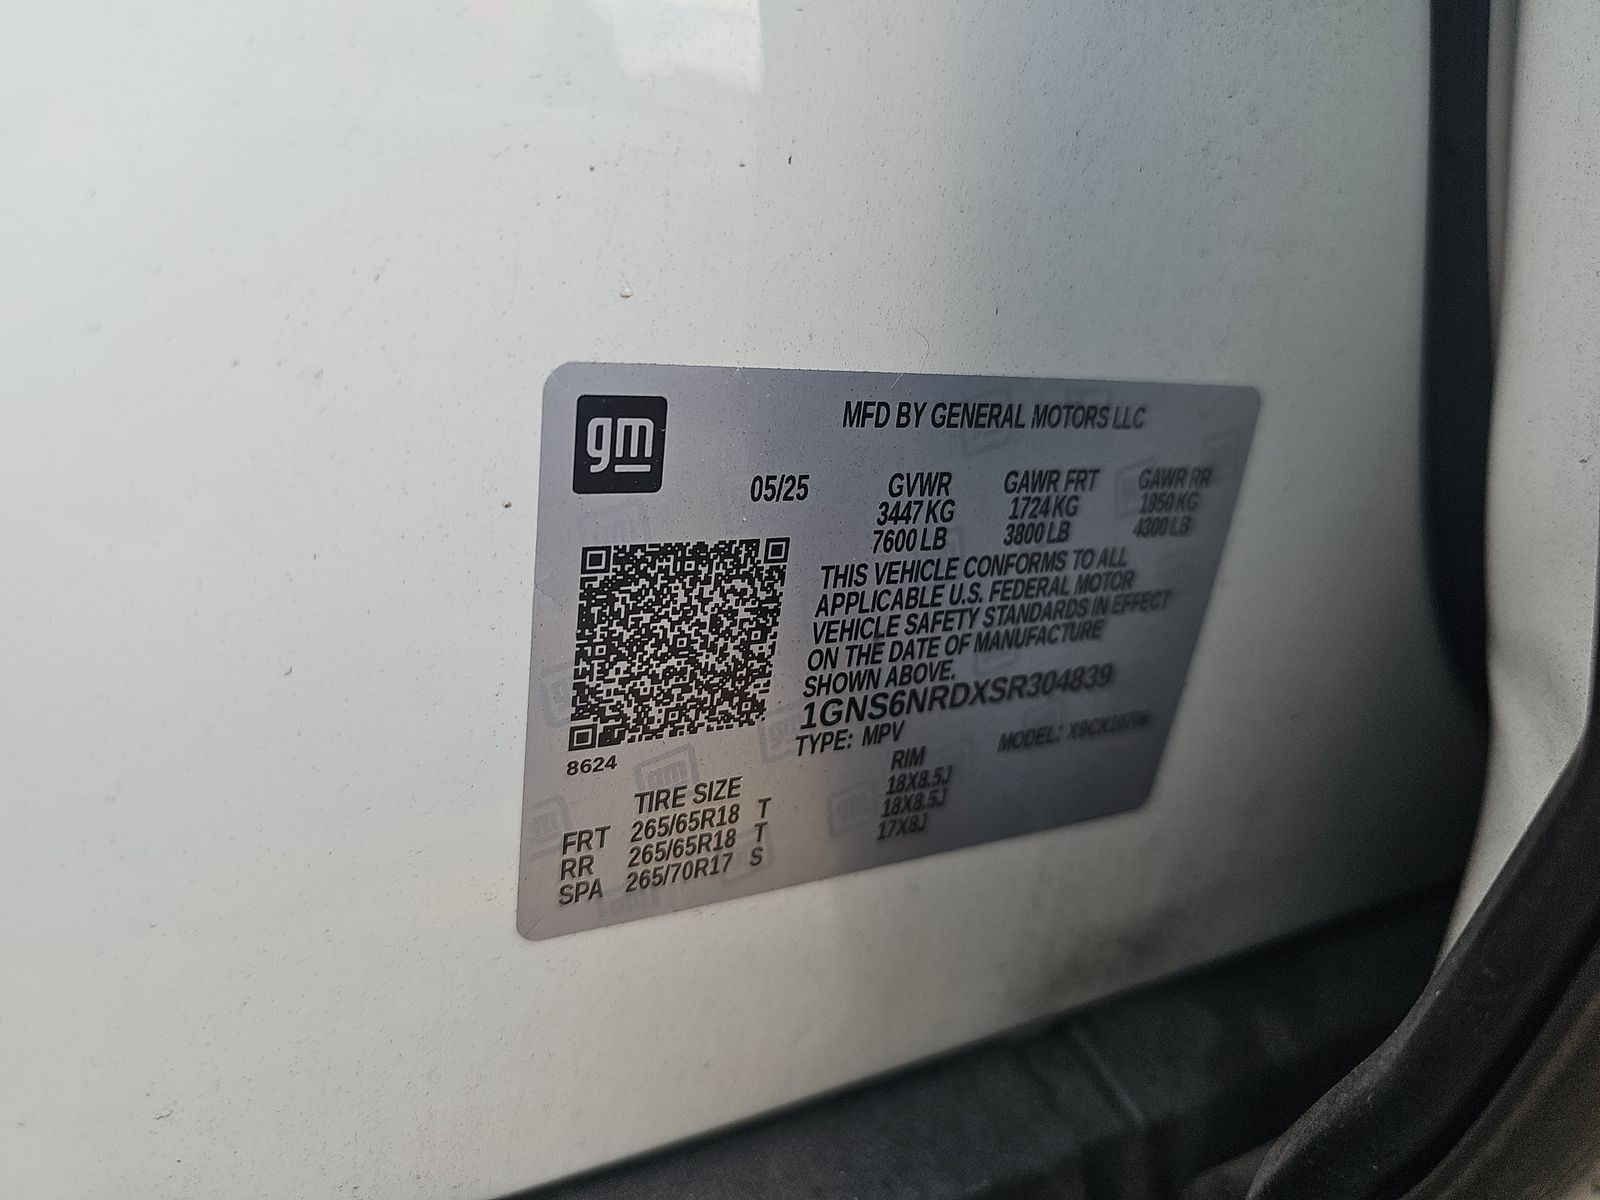 gm
MFD BY GENERAL MOTORS LLC
05/25 GVWR GAWR FRT GAWR RR
3447 KG 1724 KG 1950 KG
7600 LB 3800 LB 4300 LB
THIS VEHICLE CONFORMS TO ALL
APPLICABLE U.S. FEDERAL MOTOR
VEHICLE SAFETY STANDARDS IN EFFECT
ON THE DATE OF MANUFACTURE
SHOWN ABOVE.
1GNS6NRDXSR304839
TYPE: MPV MODEL:
8624
TIRE SIZE RIM
FRT 265/65R18 T 18X8.5J
RR 265/65R18 T 18X8.5J
SPA 265/70R17 S 17X8J